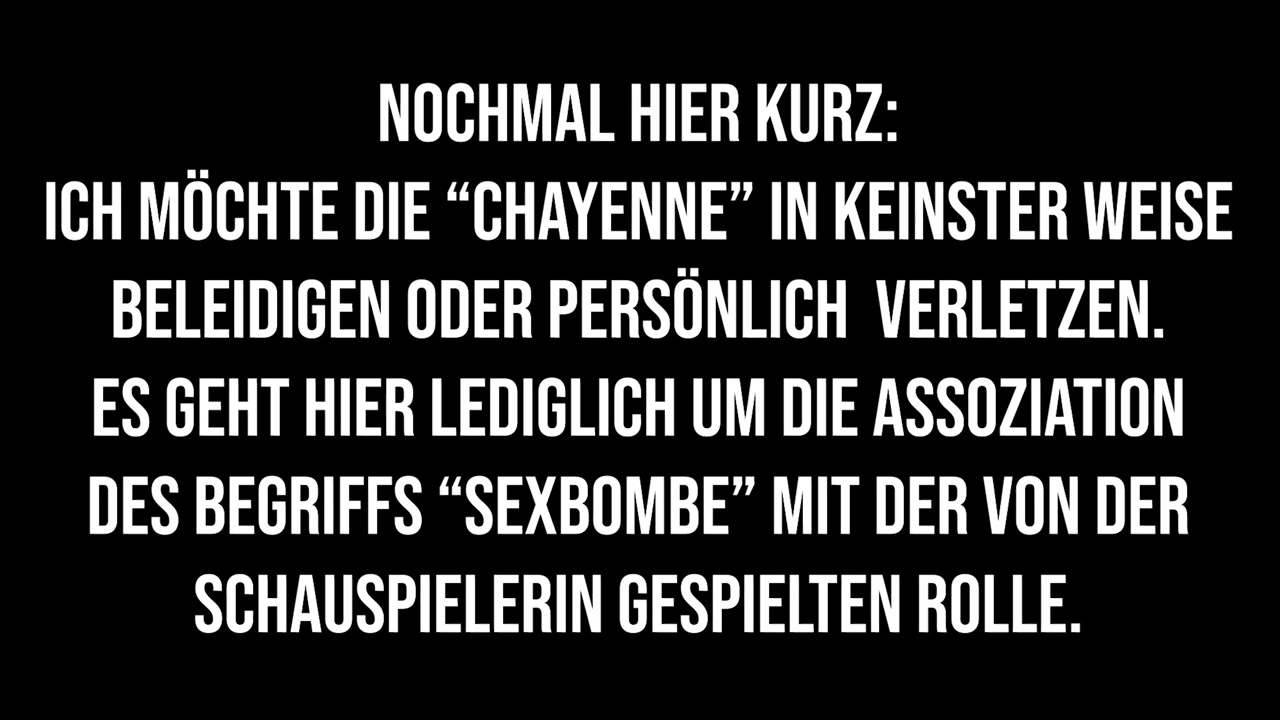 NOCHMAL HIER KURZ:
ICH MÖCHTE DIE “CHAYENNE” IN KEINSTER WEISE
BELEIDIGEN ODER PERSÖNLICH VERLETZEN.
ES GEHT HIER LEDIGLICH UM DIE ASSOZIATION
DES BEGRIFFS “SEXBOMBE” MIT DER VON DER
SCHAUSPIELERIN GESPIELTEN ROLLE.